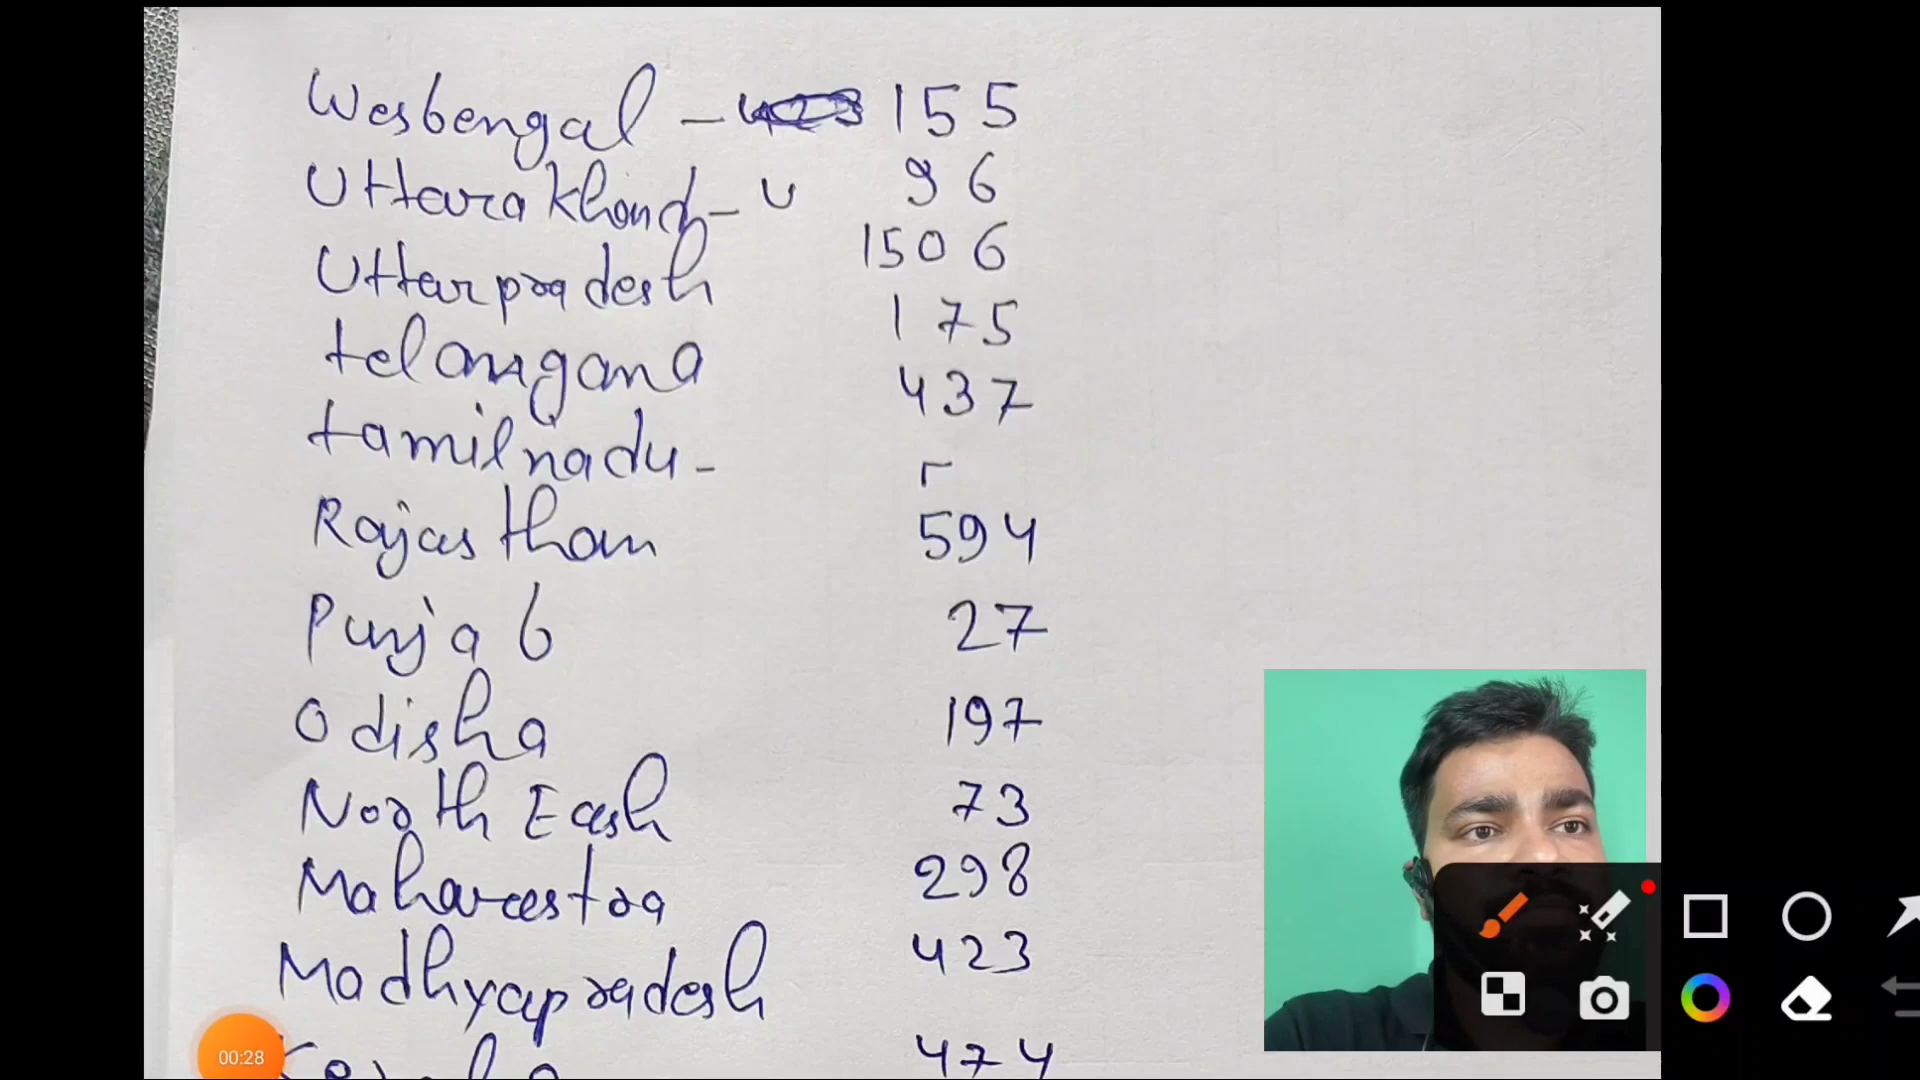 Wesbengal - 155
Uttarakhand - U 96
Uttarpradesh 1506
telangana 175
tamilnadu - 437
r
Rajasthan 594
Punjab 27
Odisha 197
North Eash 73
Maharastra 298
Madhyapradesh 423
474
00:28